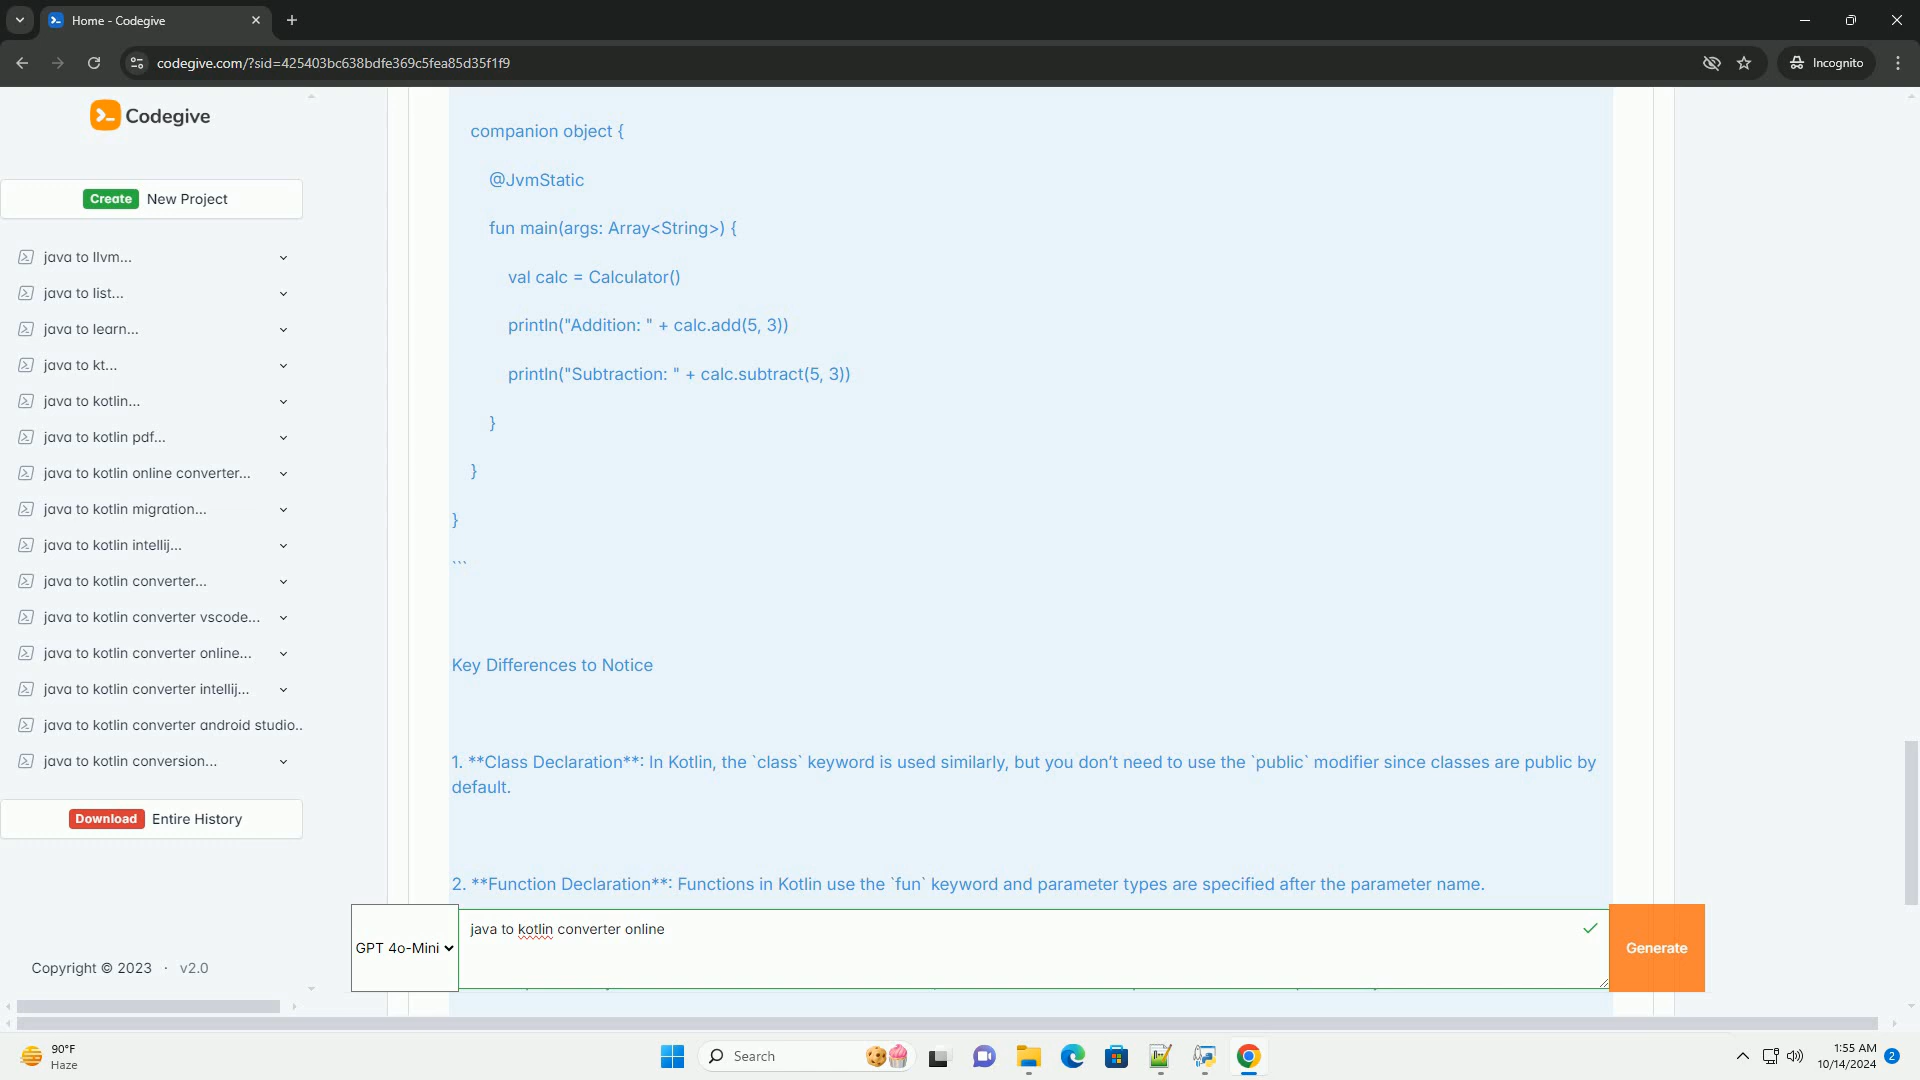 Home - Codegive
codegive.com/?sid=425403bc638bdfe369c5fea85d35f1f9
Incognito
Codegive
Create New Project
java to llvm...
java to list...
java to learn...
java to kt...
java to kotlin...
java to kotlin pdf...
java to kotlin online converter...
java to kotlin migration...
java to kotlin intellij...
java to kotlin converter...
java to kotlin converter vscode...
java to kotlin converter online...
java to kotlin converter intellij...
java to kotlin converter android studio..
java to kotlin conversion...
Download Entire History
Copyright © 2023 · v2.0
companion object {
@JvmStatic
fun main(args: Array<String>) {
val calc = Calculator()
println("Addition: " + calc.add(5, 3))
println("Subtraction: " + calc.subtract(5, 3))
}
}
}
```
Key Differences to Notice
1. **Class Declaration**: In Kotlin, the `class` keyword is used similarly, but you don’t need to use the `public` modifier since classes are public by
default.
2. **Function Declaration**: Functions in Kotlin use the `fun` keyword and parameter types are specified after the parameter name.
GPT 4o-Mini
java to kotlin converter online
Generate
90°F
Haze
Search
1:55 AM
10/14/2024
2